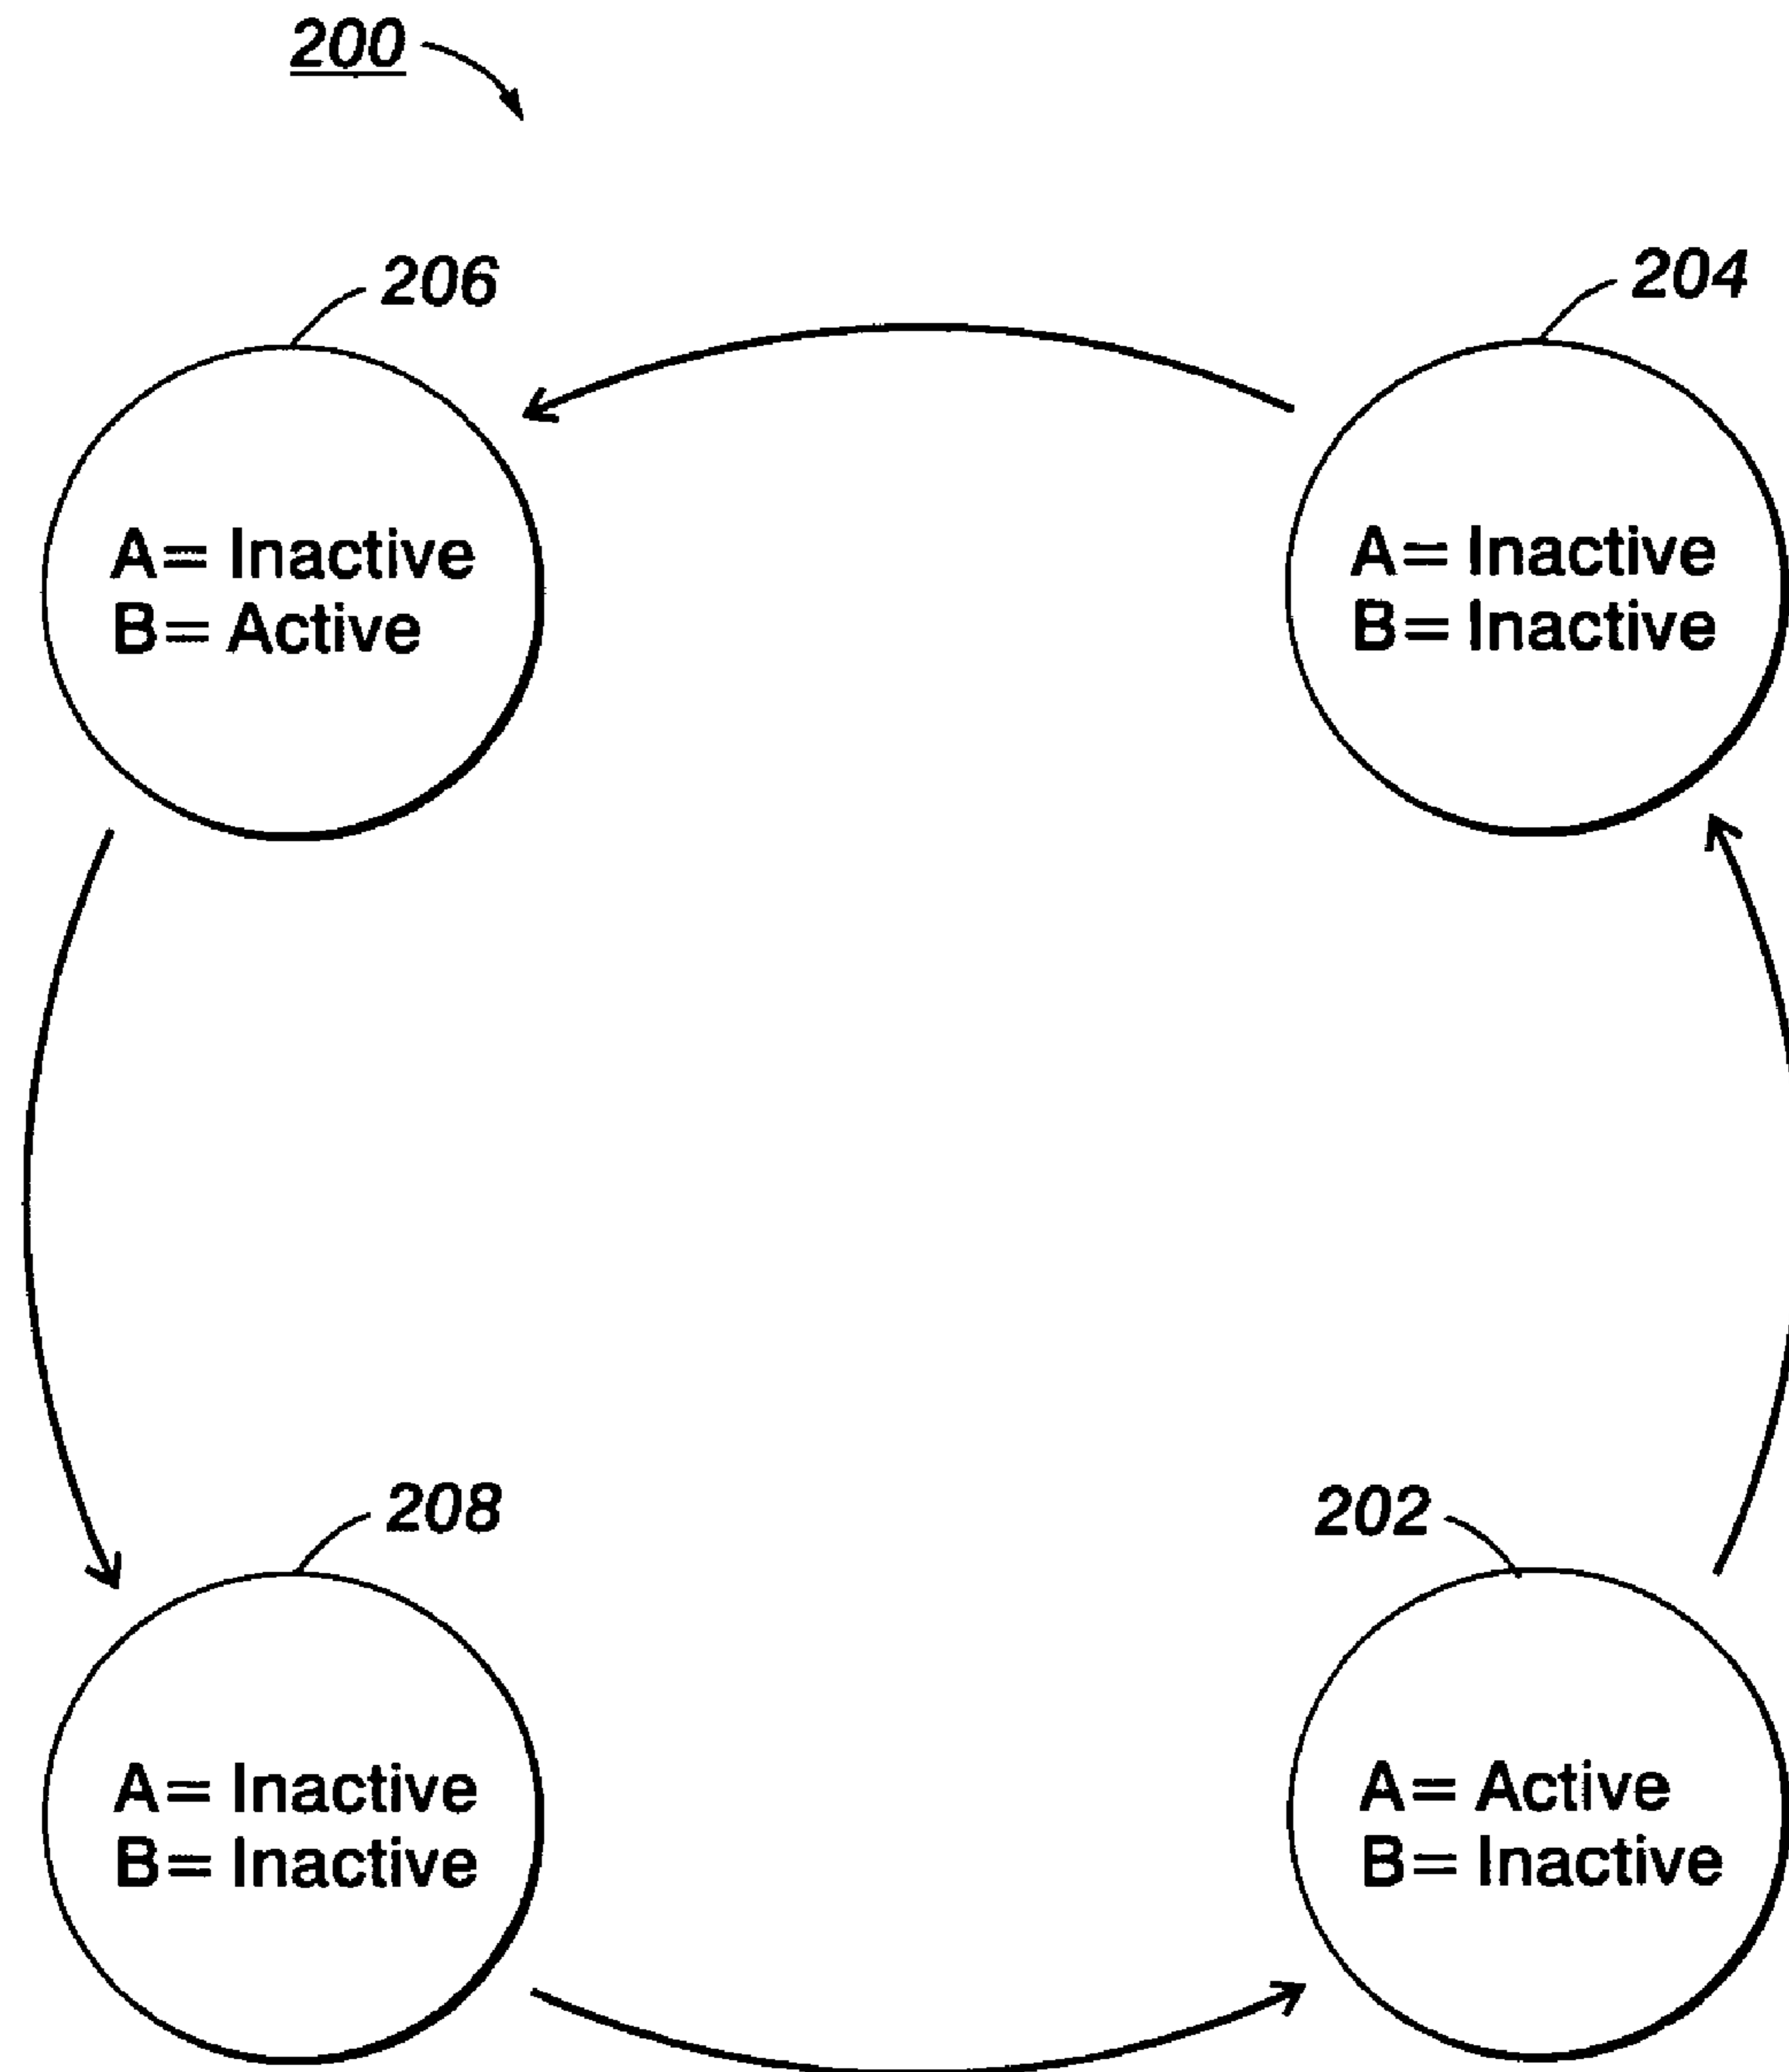 200
206
204
A= Inactive
B= Active
A= Inactive
B= Inactive
208
202
A= Inactive
B= Inactive
A= Active
B= Inactive